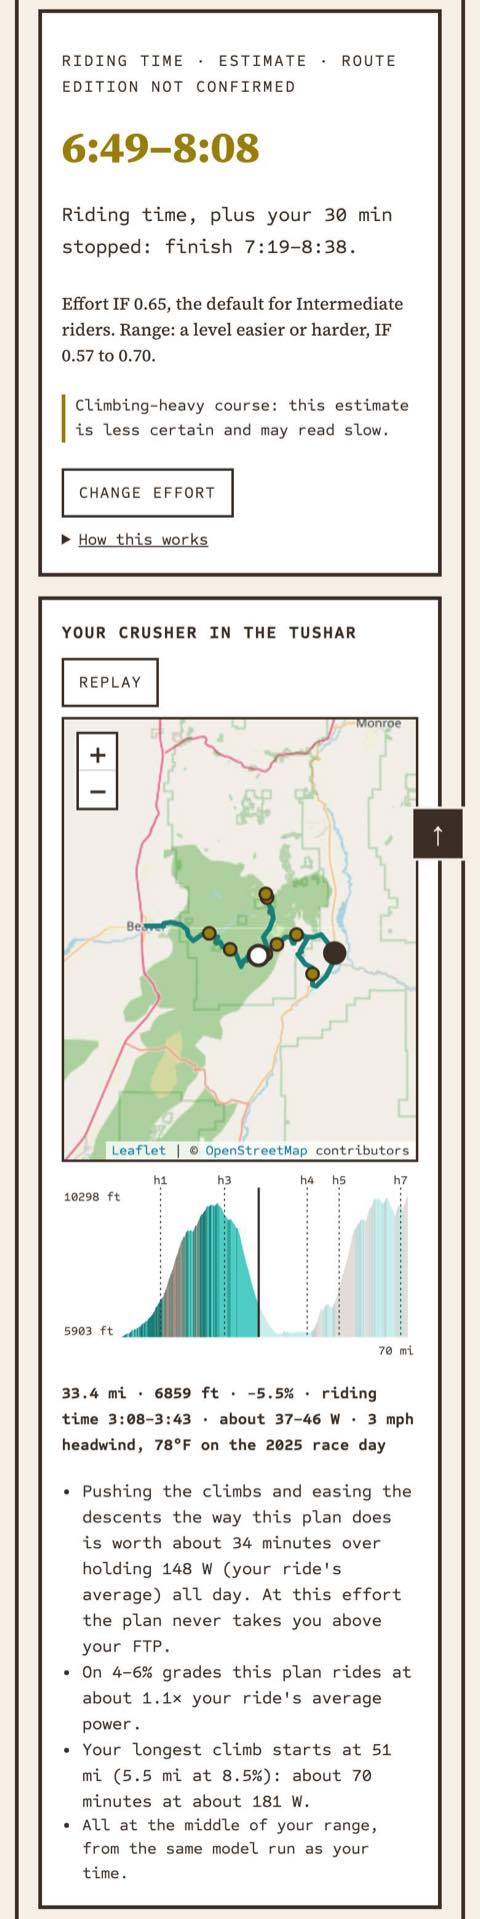 RIDING TIME · ESTIMATE · ROUTE
EDITION NOT CONFIRMED
6:49–8:08
Riding time, plus your 30 min
stopped: finish 7:19–8:38.
Effort IF 0.65, the default for Intermediate
riders. Range: a level easier or harder, IF
0.57 to 0.70.
Climbing-heavy course: this estimate
is less certain and may read slow.
CHANGE EFFORT
▶ How this works
YOUR CRUSHER IN THE TUSHAR
REPLAY
Monroe
+
−
↑
Beaver
Leaflet | © OpenStreetMap contributors
h1 h3 h4 h5 h7
10298 ft
5903 ft
70 mi
33.4 mi · 6859 ft · -5.5% · riding
time 3:08–3:43 · about 37–46 W · 3 mph
headwind, 78°F on the 2025 race day
• Pushing the climbs and easing the
descents the way this plan does
is worth about 34 minutes over
holding 148 W (your ride's
average) all day. At this effort
the plan never takes you above
your FTP.
• On 4–6% grades this plan rides at
about 1.1× your ride's average
power.
• Your longest climb starts at 51
mi (5.5 mi at 8.5%): about 70
minutes at about 181 W.
• All at the middle of your range,
from the same model run as your
time.